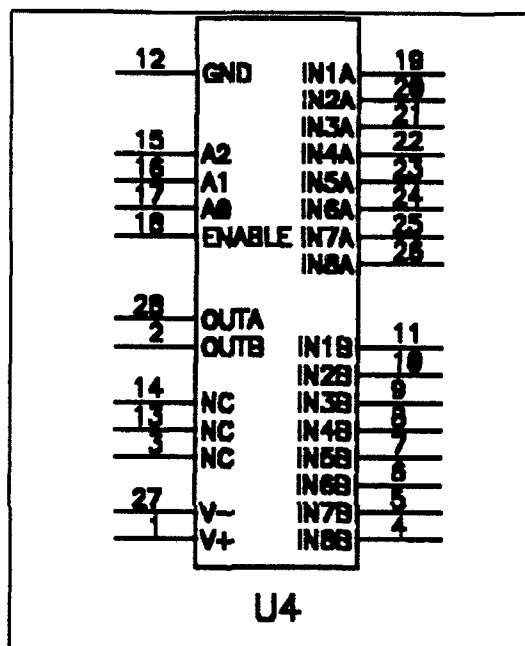 12 GND IN1A 19
IN2A 20
IN3A 21
15 A2 IN4A 22
16 A1 IN5A 23
17 A0 IN6A 24
18 ENABLE IN7A 25
IN8A 26
28 OUTA
2 OUTB IN1B 11
IN2B 10
14 NC IN3B 9
13 NC IN4B 8
3 NC IN5B 7
IN6B 6
27 V- IN7B 5
1 V+ IN8B 4
U4